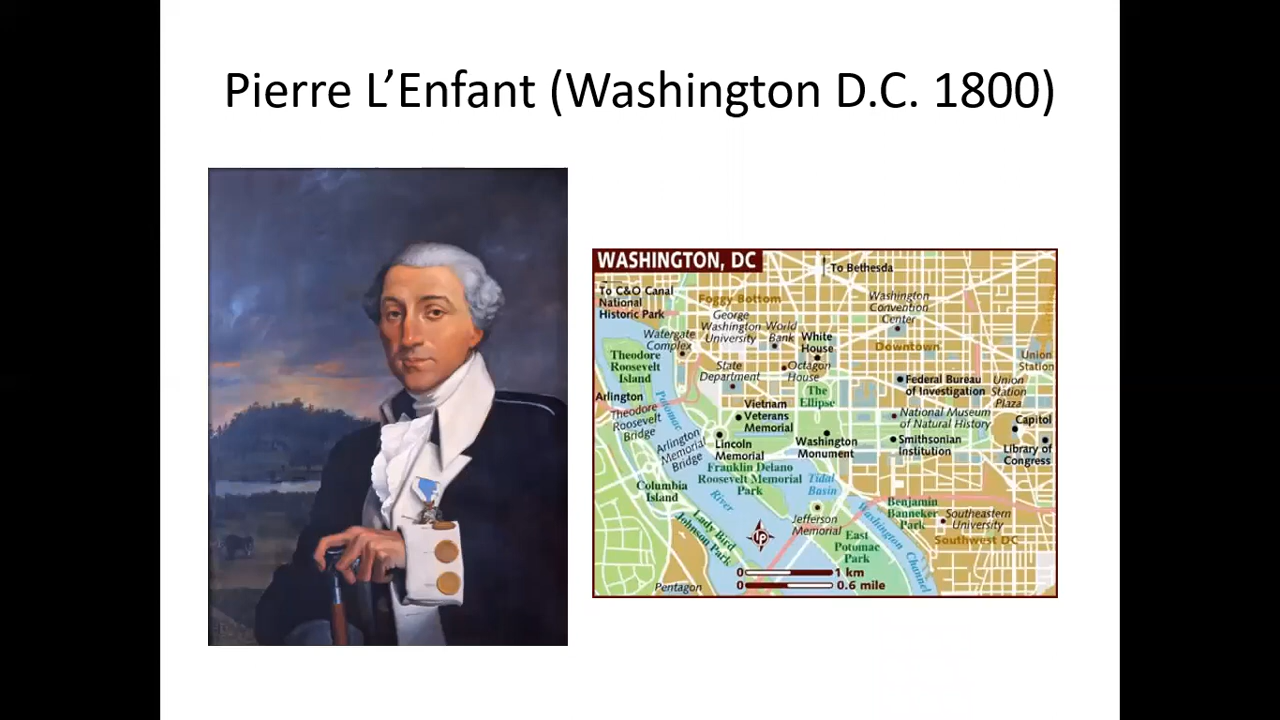 Pierre L’Enfant (Washington D.C. 1800)
WASHINGTON, DC
To Bethesda
To C&O Canal
National
Historic Park
Foggy Bottom
Washington
Convention
Center
George
Washington
University
World
Bank
White
House
Watergate
Complex
Downtown
Theodore
Roosevelt
Island
Union
Station
State
Department
Octagon
House
Federal Bureau
of Investigation
Union
Station
Plaza
The
Ellipse
Arlington
Theodore
Roosevelt
Bridge
Potomac
Vietnam
Veterans
Memorial
National Museum
of Natural History
Capitol
Arlington
Memorial
Bridge
Lincoln
Memorial
Washington
Monument
Smithsonian
Institution
Library of
Congress
Franklin Delano
Roosevelt Memorial
Park
Tidal
Basin
Columbia
Island
River
Benjamin
Banneker
Park
Southeastern
University
Jefferson
Memorial
Washington
Channel
Lady Bird
Johnson Park
LP
East
Potomac
Park
Southwest DC
0 1 km
0 0.6 mile
Pentagon